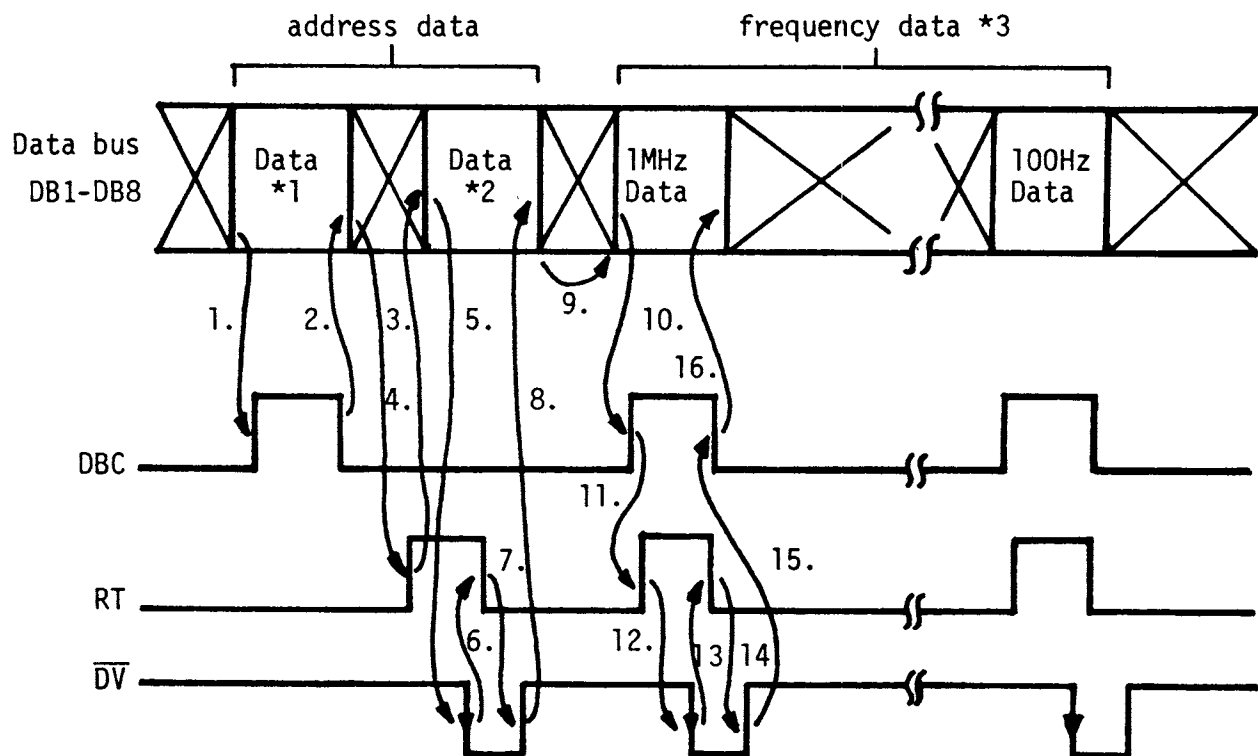 address data
frequency data *3
Data bus
DB1-DB8
Data
*1
Data
*2
1MHz
Data
100Hz
Data
1.
2.
3.
5.
9.
10.
4.
8.
16.
DBC
11.
7.
15.
RT
6.
12.
13
14
DV